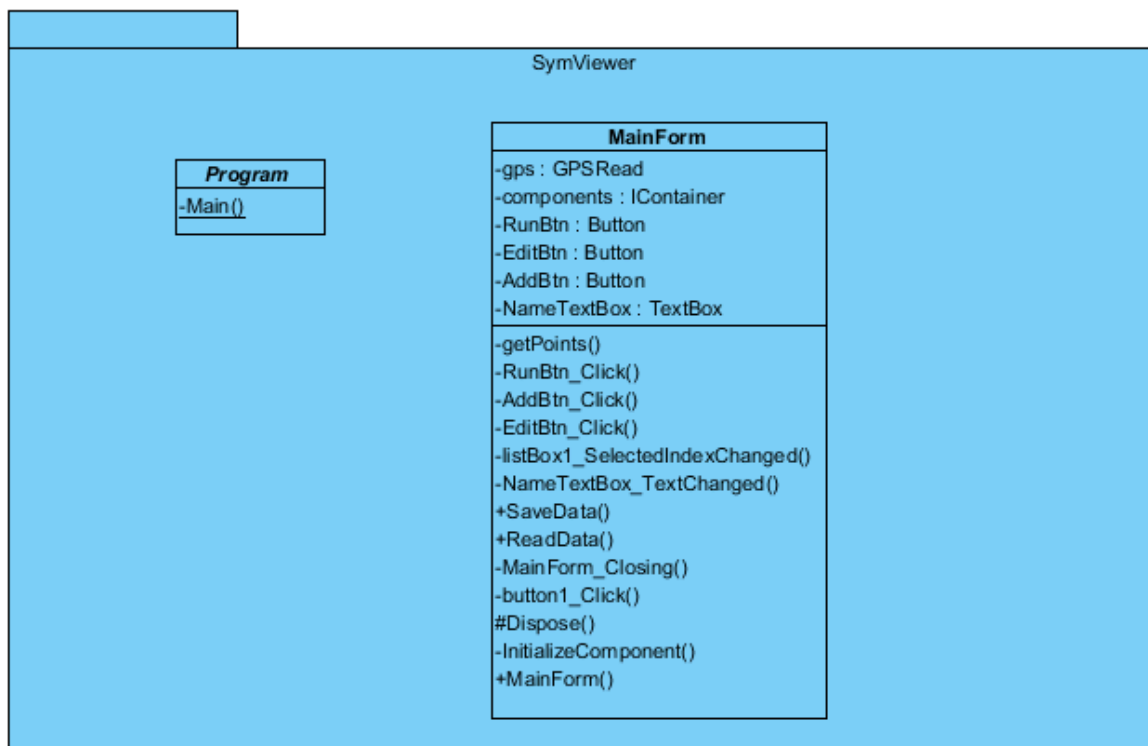 SymViewer
Program
-Main()
MainForm
-gps : GPSRead
-components : IContainer
-RunBtn : Button
-EditBtn : Button
-AddBtn : Button
-NameTextBox : TextBox
-getPoints()
-RunBtn_Click()
-AddBtn_Click()
-EditBtn_Click()
-listBox1_SelectedIndexChanged()
-NameTextBox_TextChanged()
+SaveData()
+ReadData()
-MainForm_Closing()
-button1_Click()
#Dispose()
-InitializeComponent()
+MainForm()